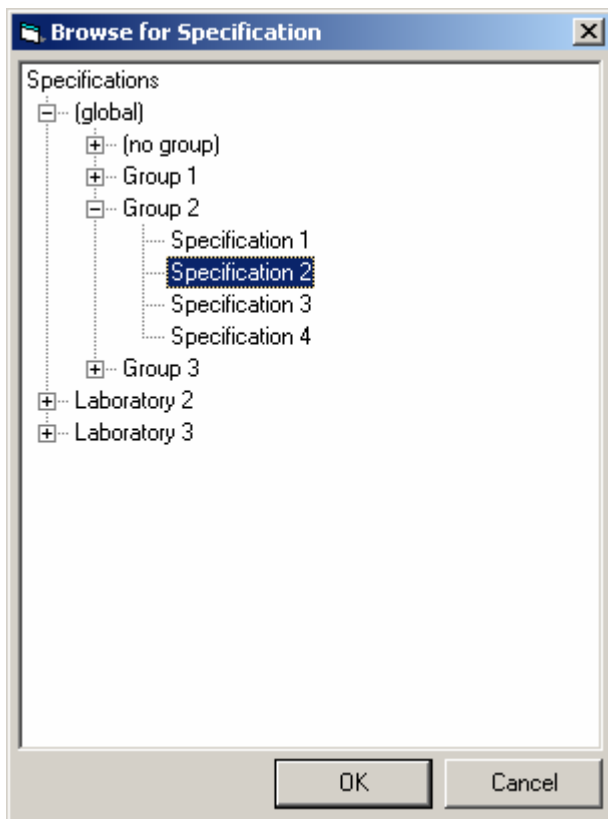 Browse for Specification
Specifications
(global)
(no group)
Group 1
Group 2
Specification 1
Specification 2
Specification 3
Specification 4
Group 3
Laboratory 2
Laboratory 3
OK Cancel